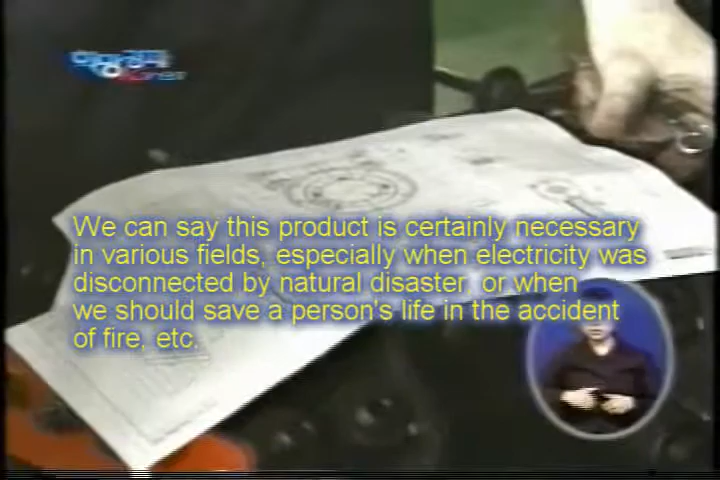 We can say this product is certainly necessary
in various fields, especially when electricity was
disconnected by natural disaster, or when
we should save a person's life in the accident
of fire, etc.